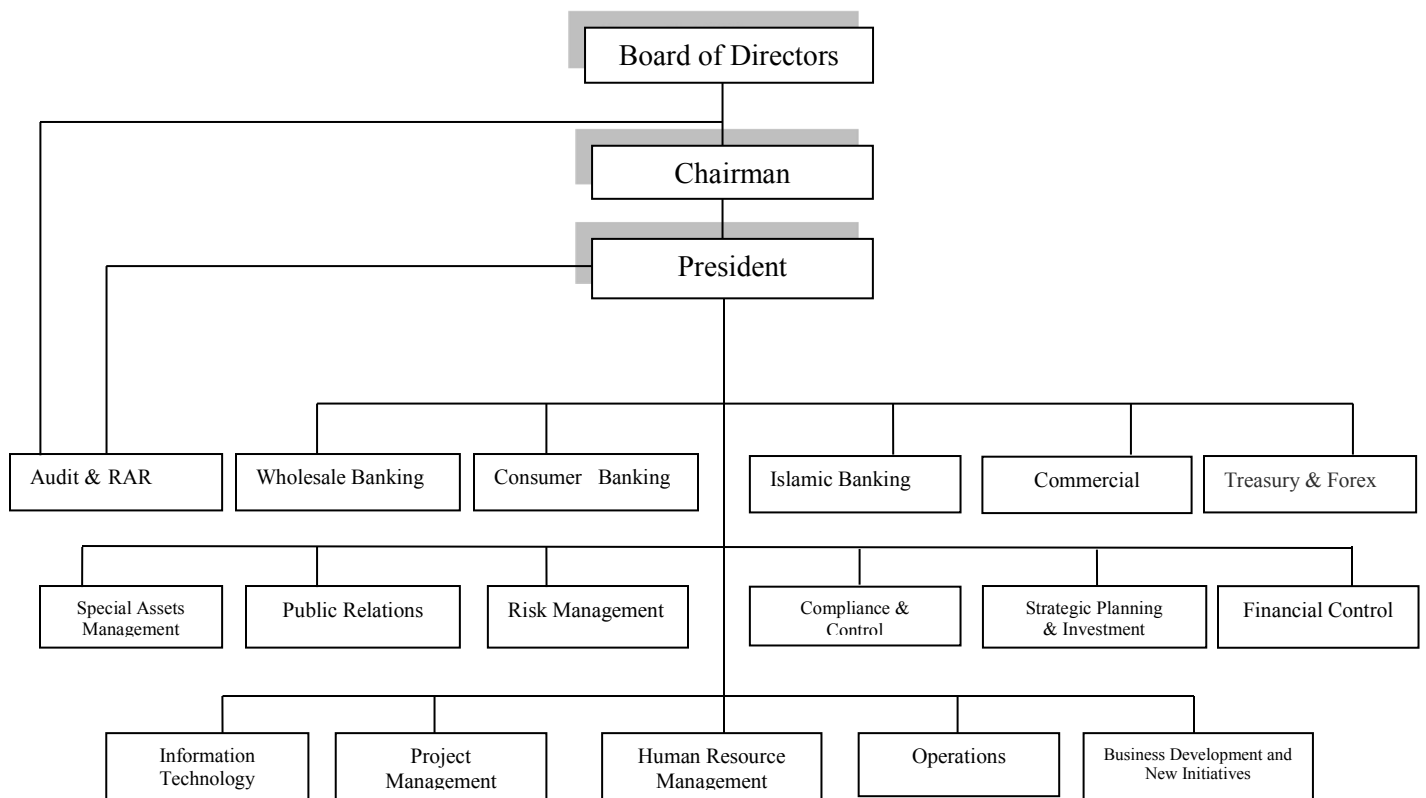 Board of Directors
Chairman
President
Audit & RAR
Wholesale Banking
Consumer Banking
Islamic Banking
Commercial
Treasury & Forex
Special Assets
Management
Public Relations
Risk Management
Compliance &
Control
Strategic Planning
& Investment
Financial Control
Information
Technology
Project
Management
Human Resource
Management
Operations
Business Development and
New Initiatives